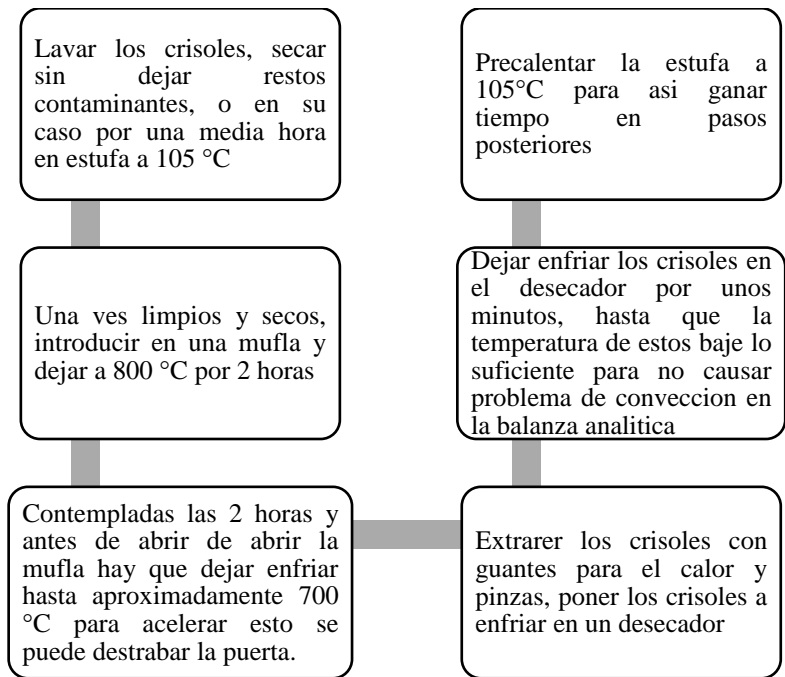 Lavar los crisoles, secar
sin dejar restos
contaminantes, o en su
caso por una media hora
en estufa a 105 °C
Una ves limpios y secos,
introducir en una mufla y
dejar a 800 °C por 2 horas
Contempladas las 2 horas y
antes de abrir de abrir la
mufla hay que dejar enfriar
hasta aproximadamente 700
°C para acelerar esto se
puede destrabar la puerta.
Extrarer los crisoles con
guantes para el calor y
pinzas, poner los crisoles a
enfriar en un desecador
Dejar enfriar los crisoles en
el desecador por unos
minutos, hasta que la
temperatura de estos baje lo
suficiente para no causar
problema de conveccion en
la balanza analitica
Precalentar la estufa a
105°C para asi ganar
tiempo en pasos
posteriores